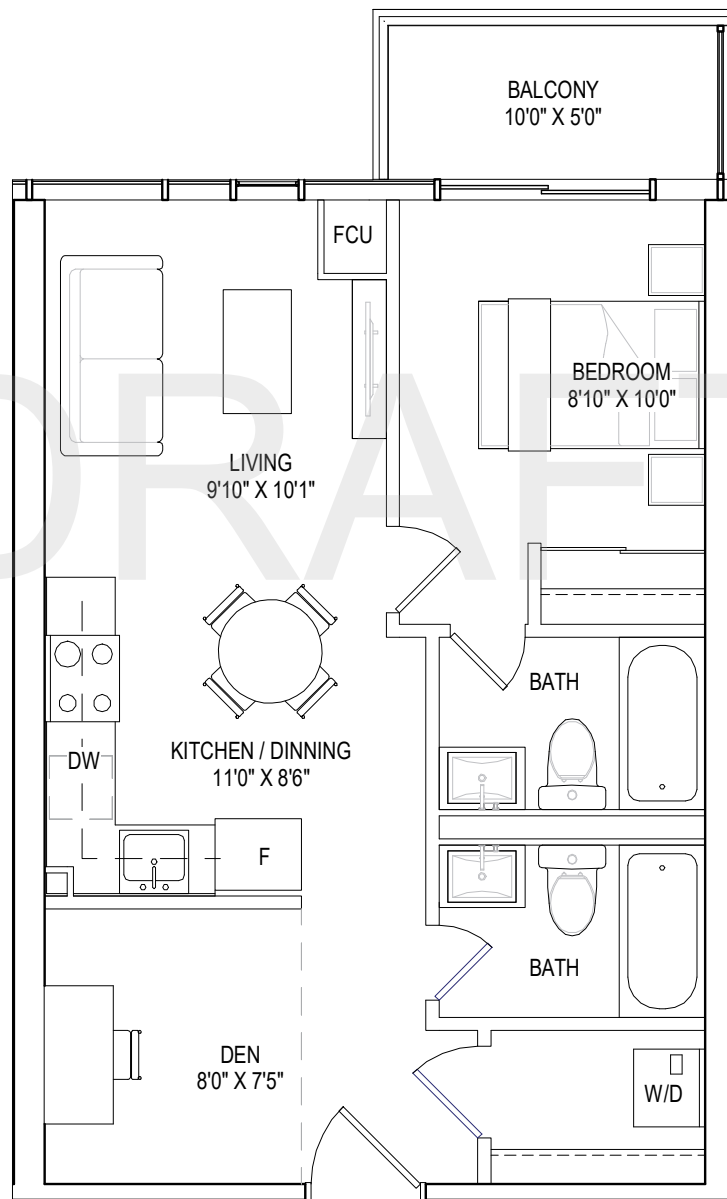 BALCONY
10'0" X 5'0"
FCU
BEDROOM
8'10" X 10'0"
DRAFT
LIVING
9'10" X 10'1"
BATH
KITCHEN / DINNING
11'0" X 8'6"
DW
F
BATH
DEN
8'0" X 7'5"
W/D